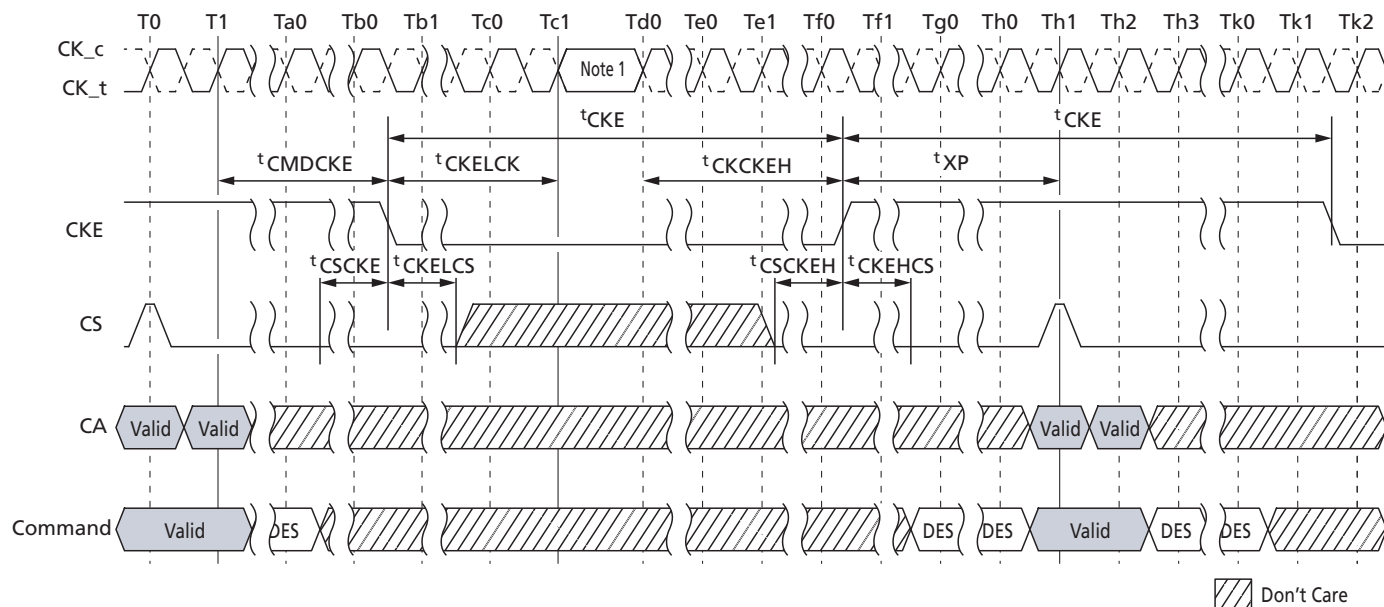 T0 T1 Ta0 Tb0 Tb1 Tc0 Tc1 Td0 Te0 Te1 Tf0 Tf1 Tg0 Th0 Th1 Th2 Th3 Tk0 Tk1 Tk2
CK_c
CK_t
Note 1
tCKE tCKE
tCMDCKE tCKELCK tCKCKEH tXP
CKE
tCSCKE tCKELCS tCSCKEH tCKEHCS
CS
CA Valid Valid Valid Valid
Command Valid DES DES DES Valid DES DES
Don't Care